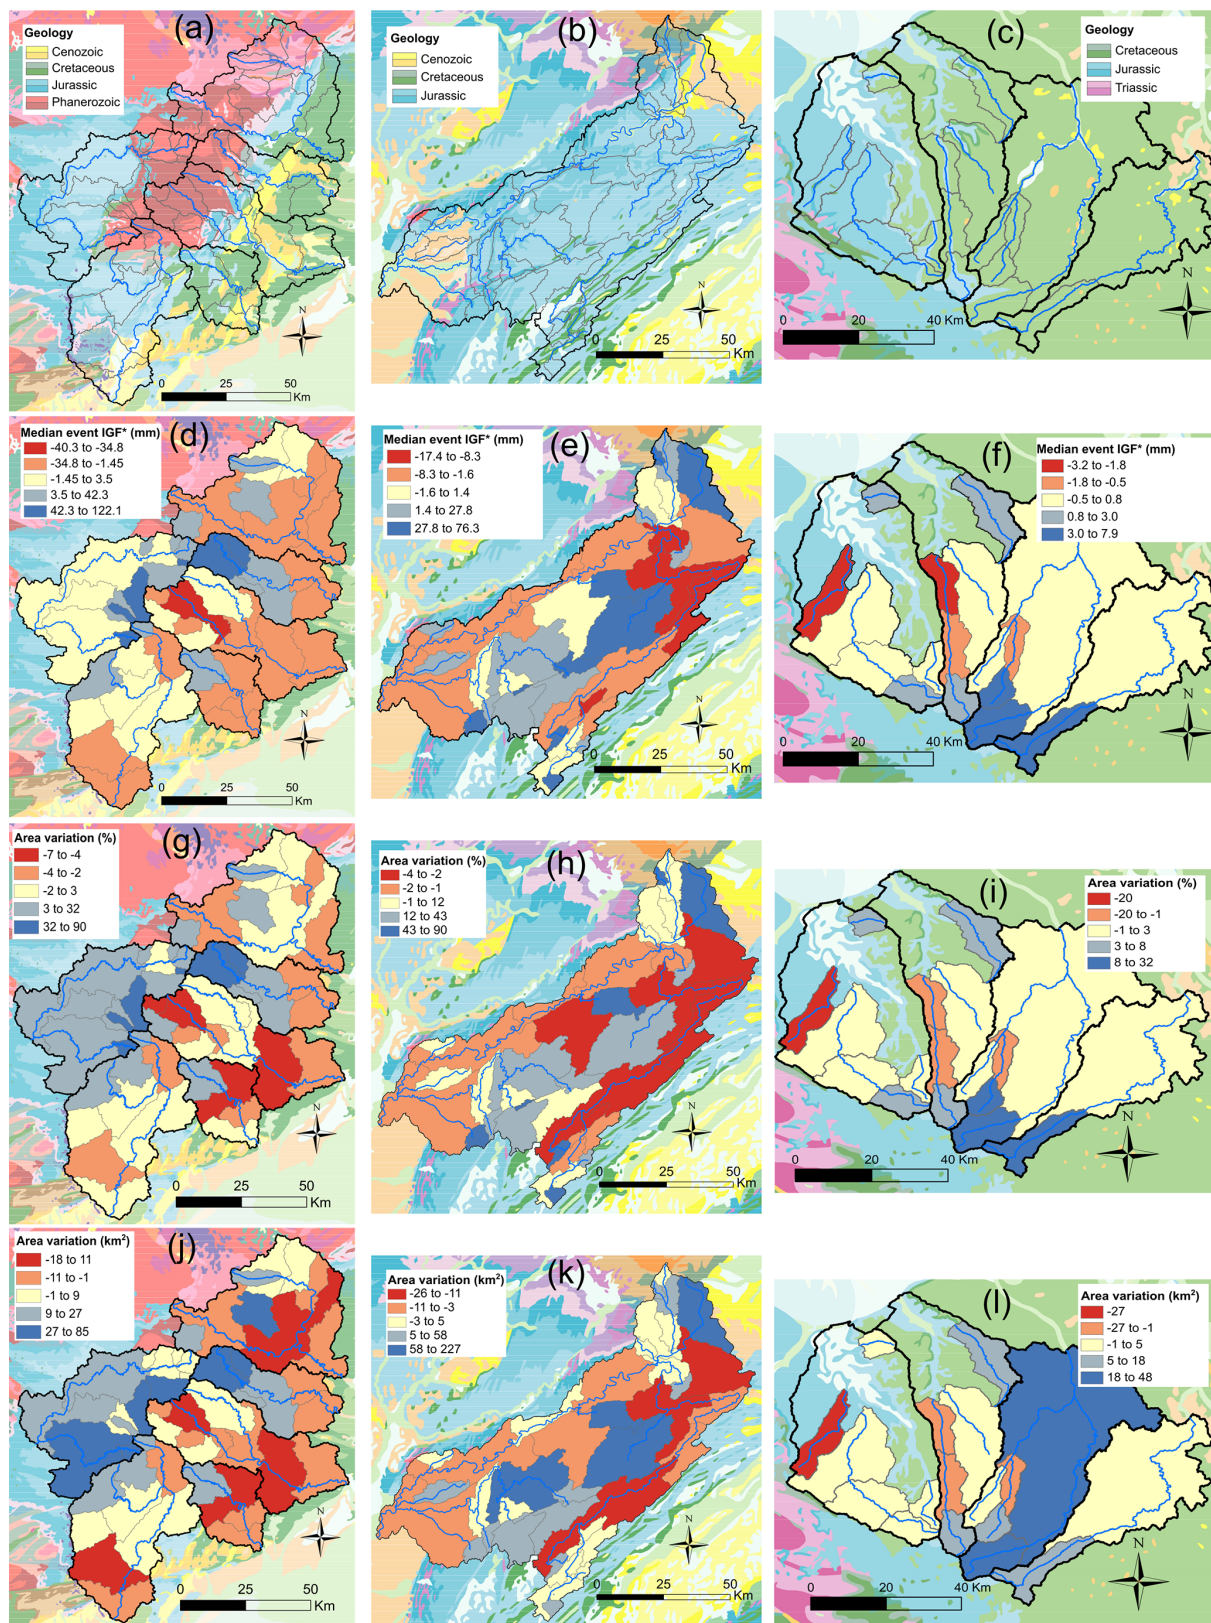 (a)
Geology
Cenozoic
Cretaceous
Jurassic
Phanerozoic
N
0 25 50
Km
(b)
Geology
Cenozoic
Cretaceous
Jurassic
N
0 25 50
Km
(c)
Geology
Cretaceous
Jurassic
Triassic
N
0 20 40 Km
(d)
Median event IGF* (mm)
-40.3 to -34.8
-34.8 to -1.45
-1.45 to 3.5
3.5 to 42.3
42.3 to 122.1
N
0 25 50
Km
(e)
Median event IGF* (mm)
-17.4 to -8.3
-8.3 to -1.6
-1.6 to 1.4
1.4 to 27.8
27.8 to 76.3
N
0 25 50
Km
(f)
Median event IGF* (mm)
-3.2 to -1.8
-1.8 to -0.5
-0.5 to 0.8
0.8 to 3.0
3.0 to 7.9
N
0 20 40 Km
(g)
Area variation (%)
-7 to -4
-4 to -2
-2 to 3
3 to 32
32 to 90
N
0 25 50
Km
(h)
Area variation (%)
-4 to -2
-2 to -1
-1 to 12
12 to 43
43 to 90
N
0 25 50
Km
(i)
Area variation (%)
-20
-20 to -1
-1 to 3
3 to 8
8 to 32
N
0 20 40 Km
(j)
Area variation (km²)
-18 to 11
-11 to -1
-1 to 9
9 to 27
27 to 85
N
0 25 50
Km
(k)
Area variation (km²)
-26 to -11
-11 to -3
-3 to 5
5 to 58
58 to 227
N
0 25 50
Km
(l)
Area variation (km²)
-27
-27 to -1
-1 to 5
5 to 18
18 to 48
N
0 20 40 Km